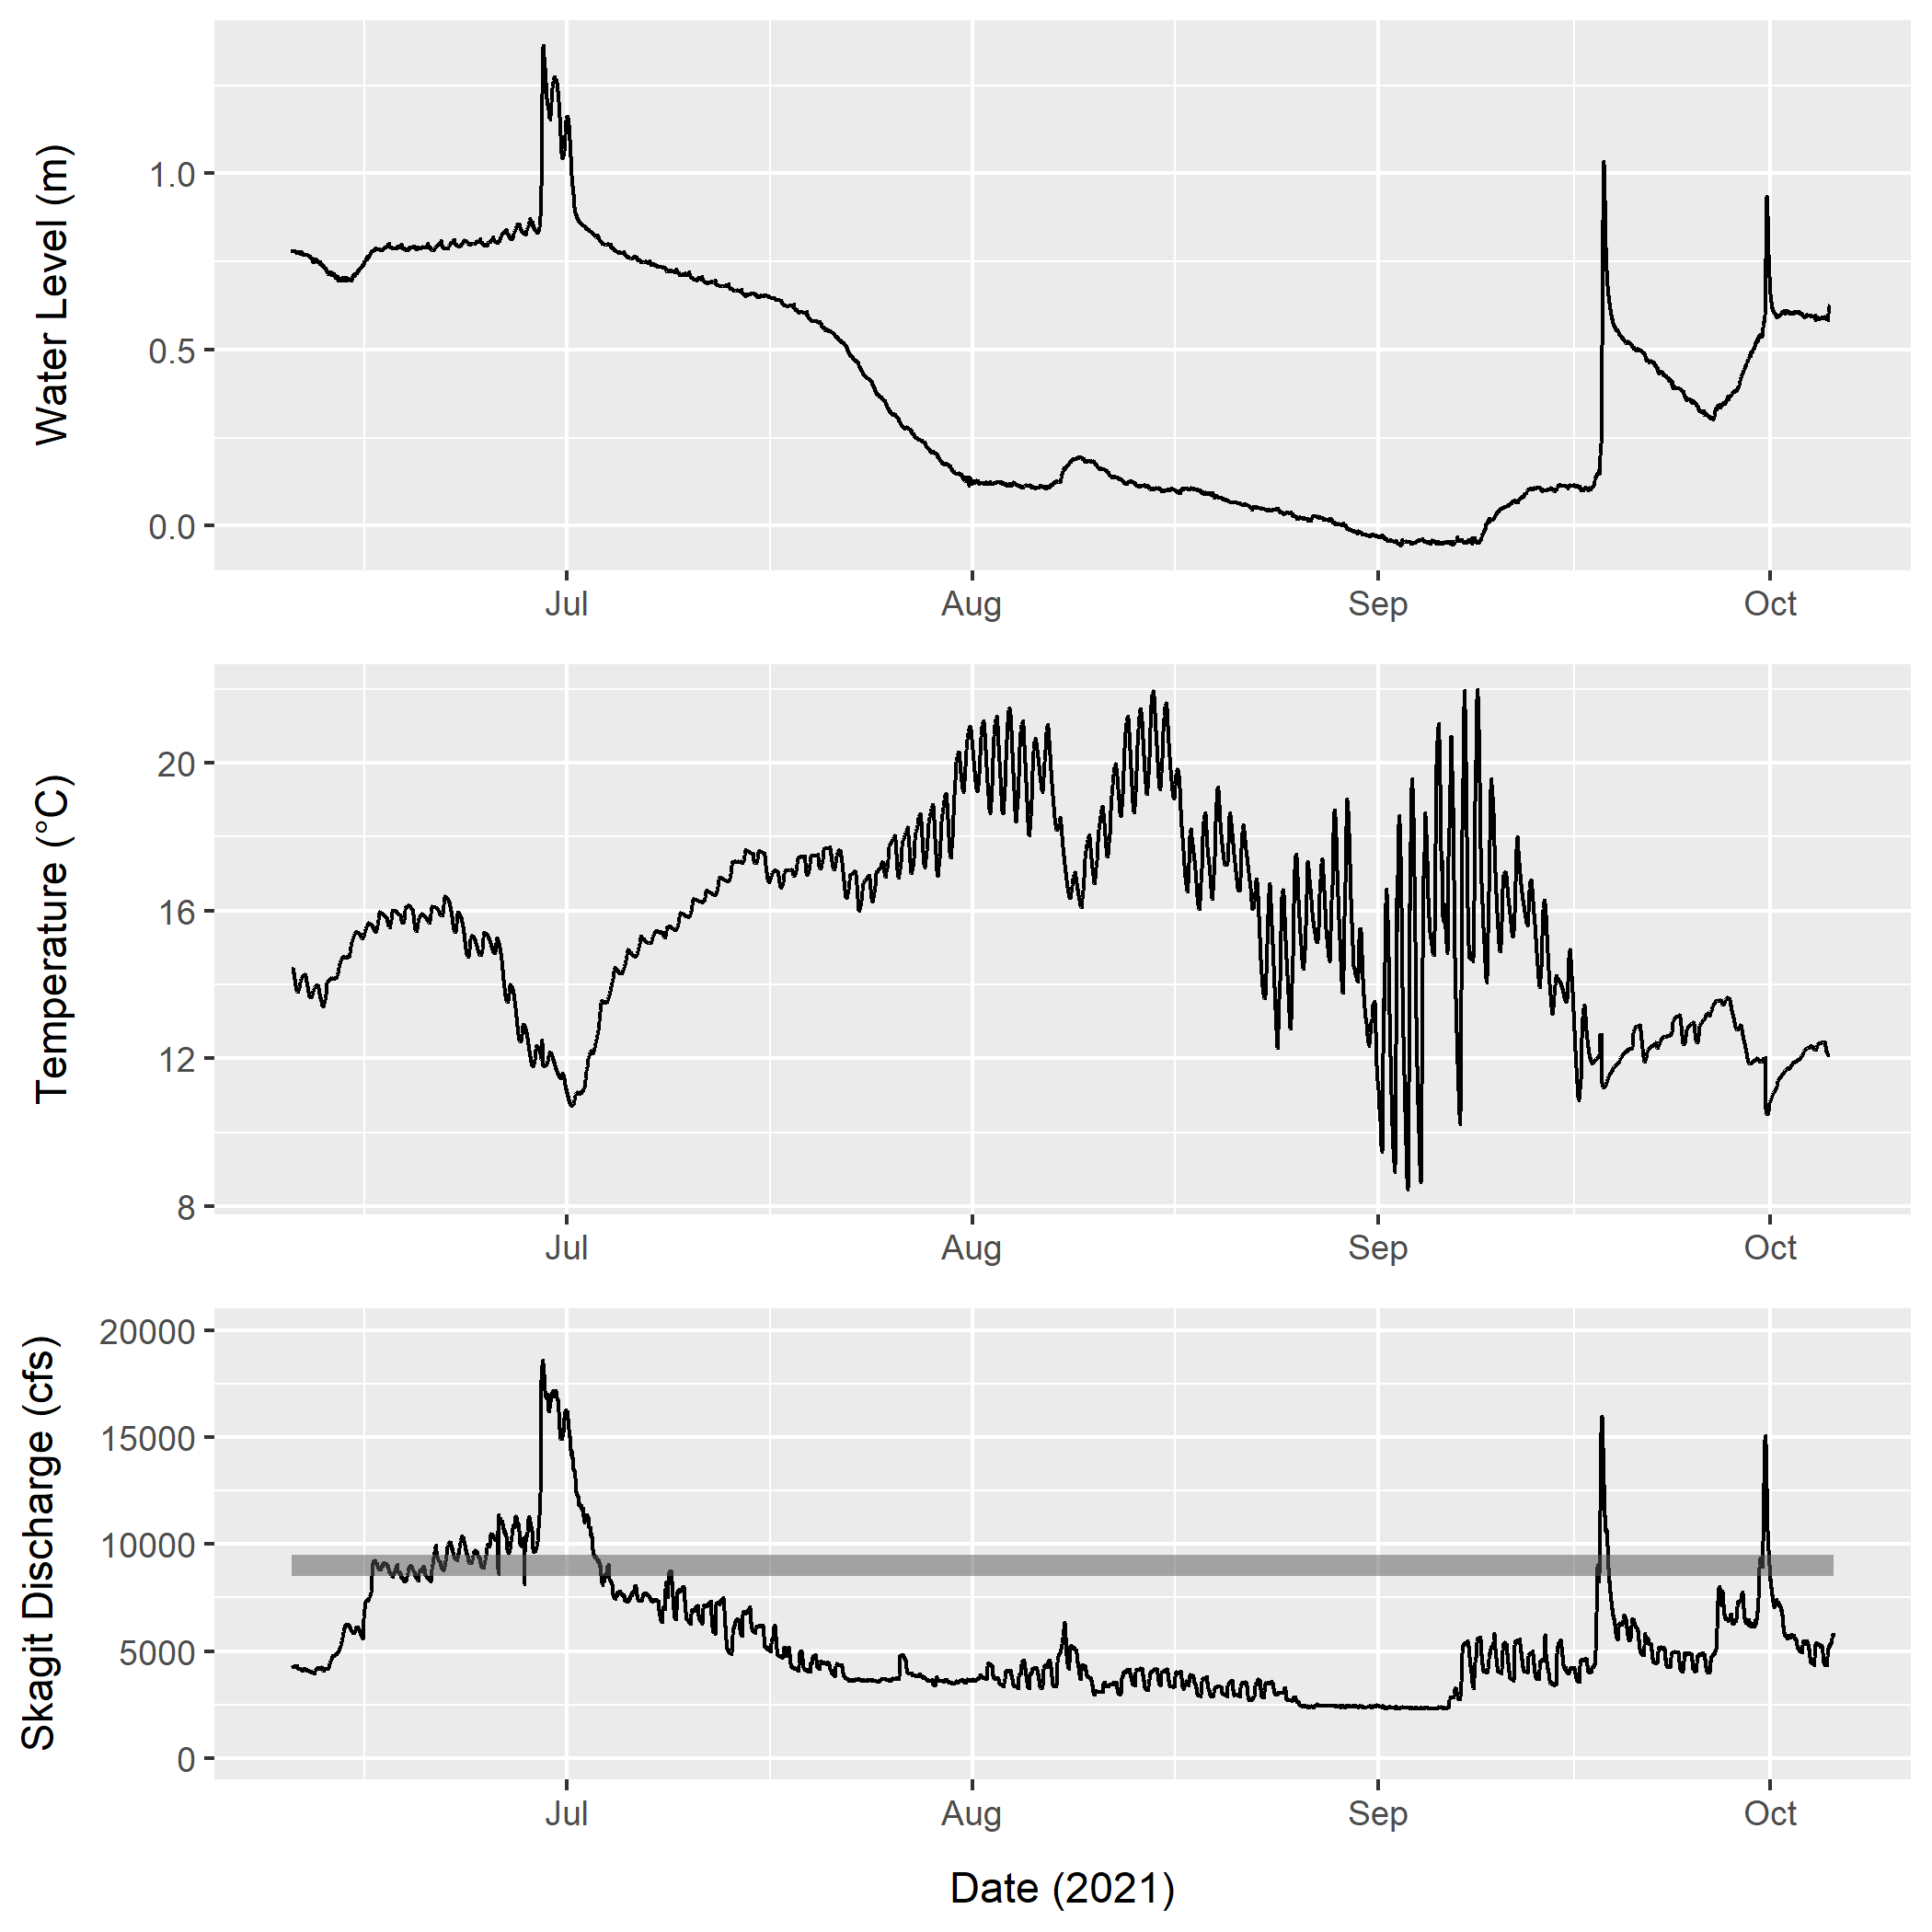 Water Level (m)
1.0
0.5
0.0
Jul Aug Sep Oct
Temperature (°C)
20
16
12
8
Jul Aug Sep Oct
Skagit Discharge (cfs)
20000
15000
10000
5000
0
Jul Aug Sep Oct
Date (2021)